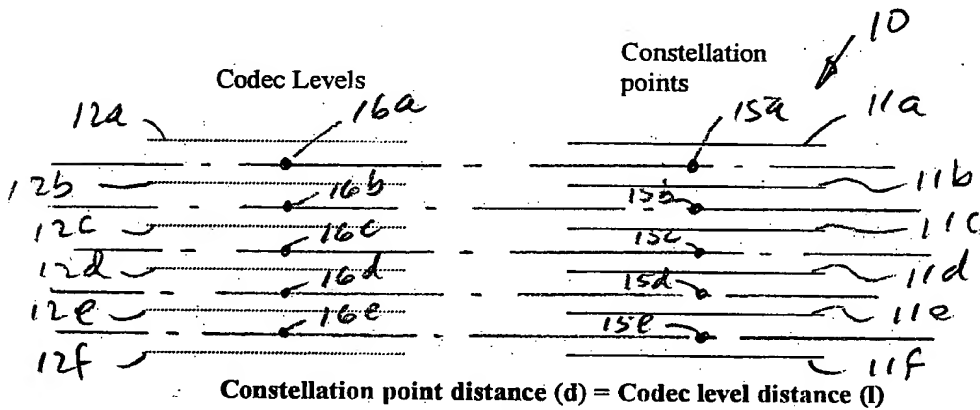 10
Codec Levels
Constellation
points
12a
16a
15a
11a
12b
16b
15b
11b
12c
16c
15c
11c
12d
16d
15d
11d
12e
16e
15e
11e
12f
11f
Constellation point distance (d) = Codec level distance (l)